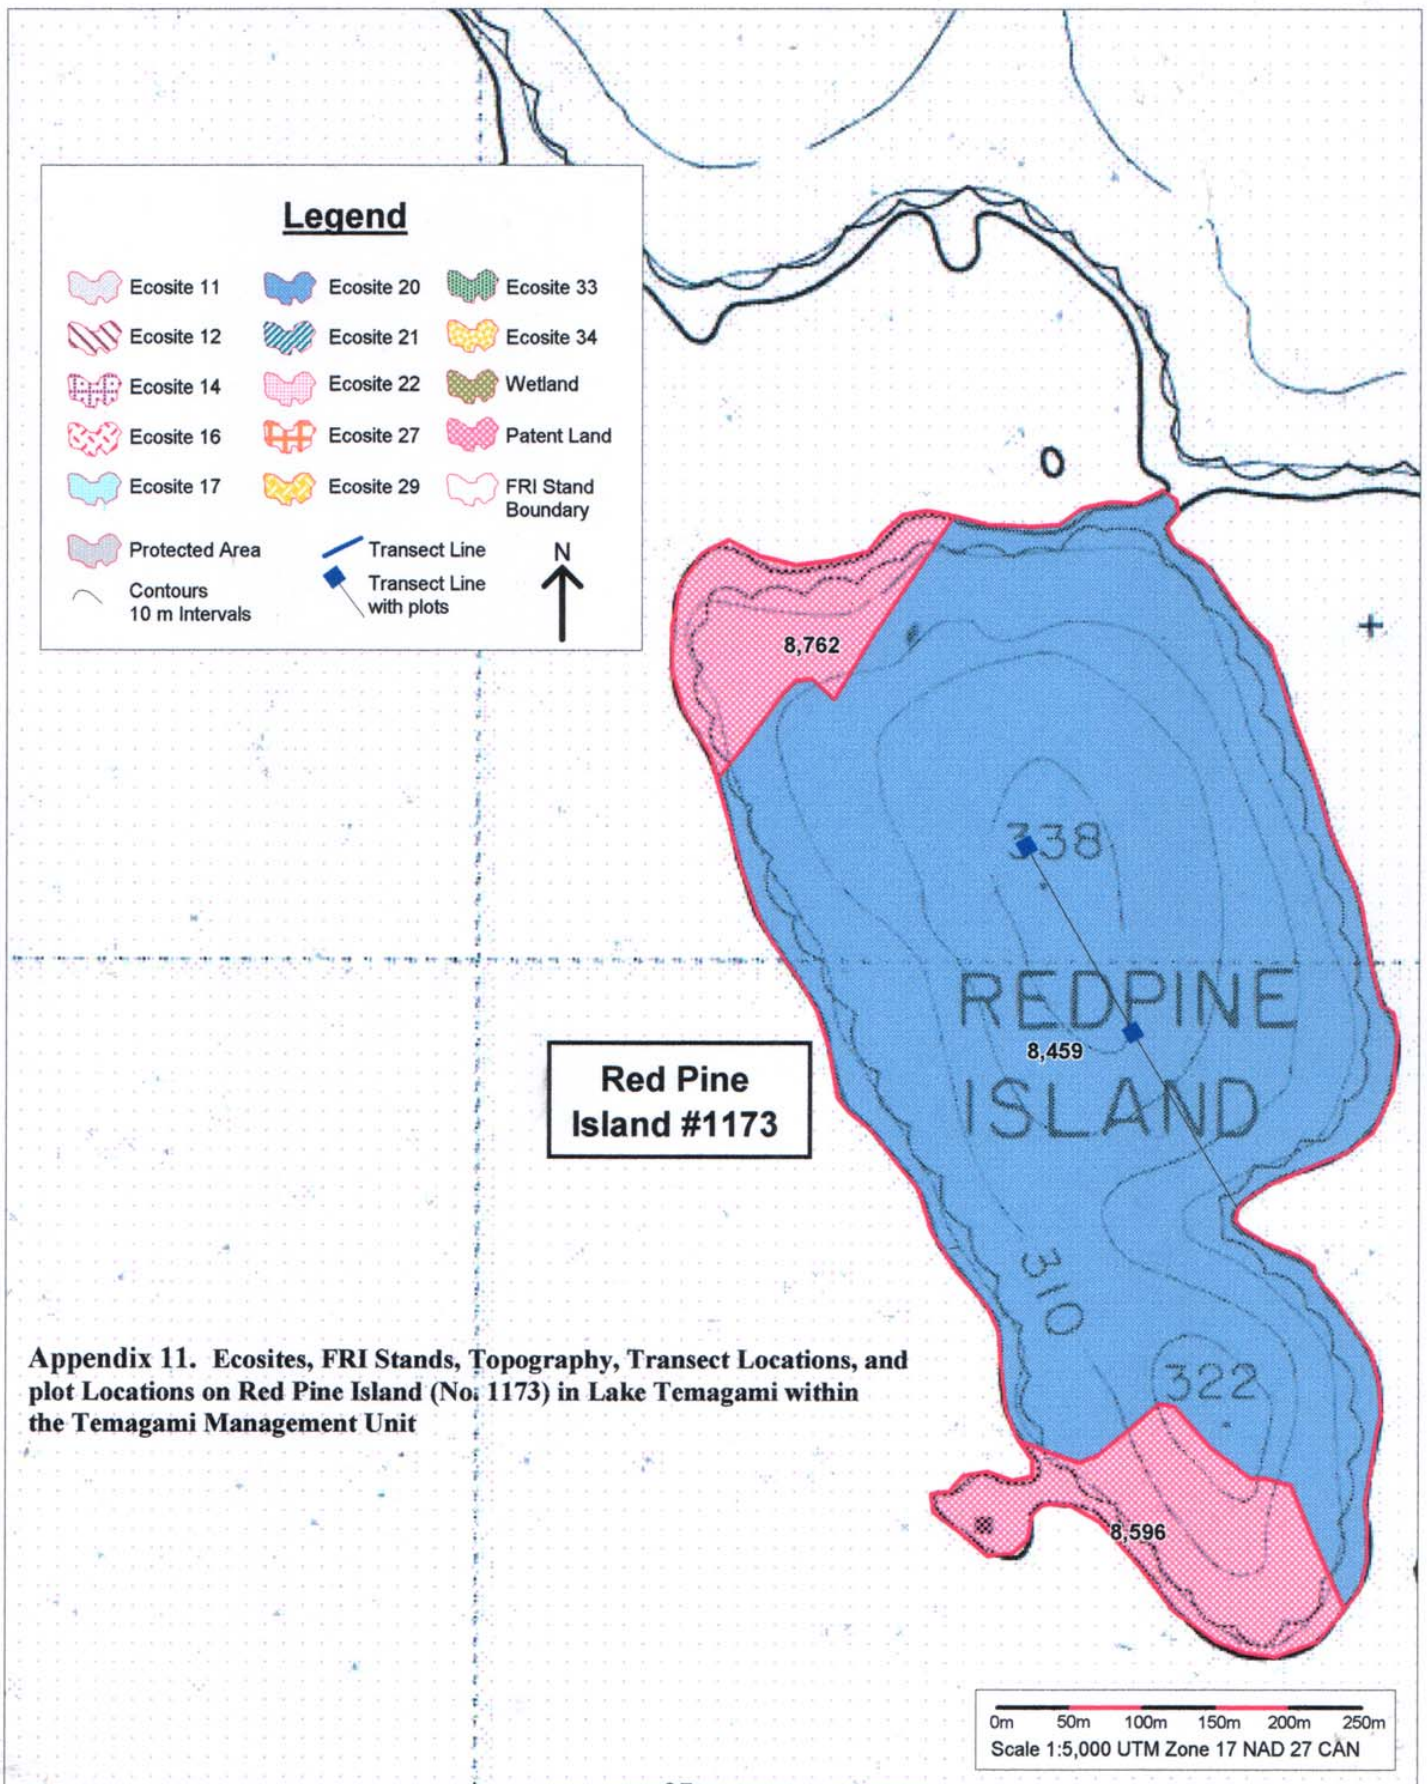 Legend
Ecosite 11
Ecosite 20
Ecosite 33
Ecosite 12
Ecosite 21
Ecosite 34
Ecosite 14
Ecosite 22
Wetland
Ecosite 16
Ecosite 27
Patent Land
Ecosite 17
Ecosite 29
FRI Stand
Boundary
Protected Area
Transect Line
N
Contours
10 m Intervals
Transect Line
with plots
8,762
338
REDPINE
8,459
ISLAND
Red Pine
Island #1173
310
322
Appendix 11. Ecosites, FRI Stands, Topography, Transect Locations, and
plot Locations on Red Pine Island (No. 1173) in Lake Temagami within
the Temagami Management Unit
8,596
0m 50m 100m 150m 200m 250m
Scale 1:5,000 UTM Zone 17 NAD 27 CAN